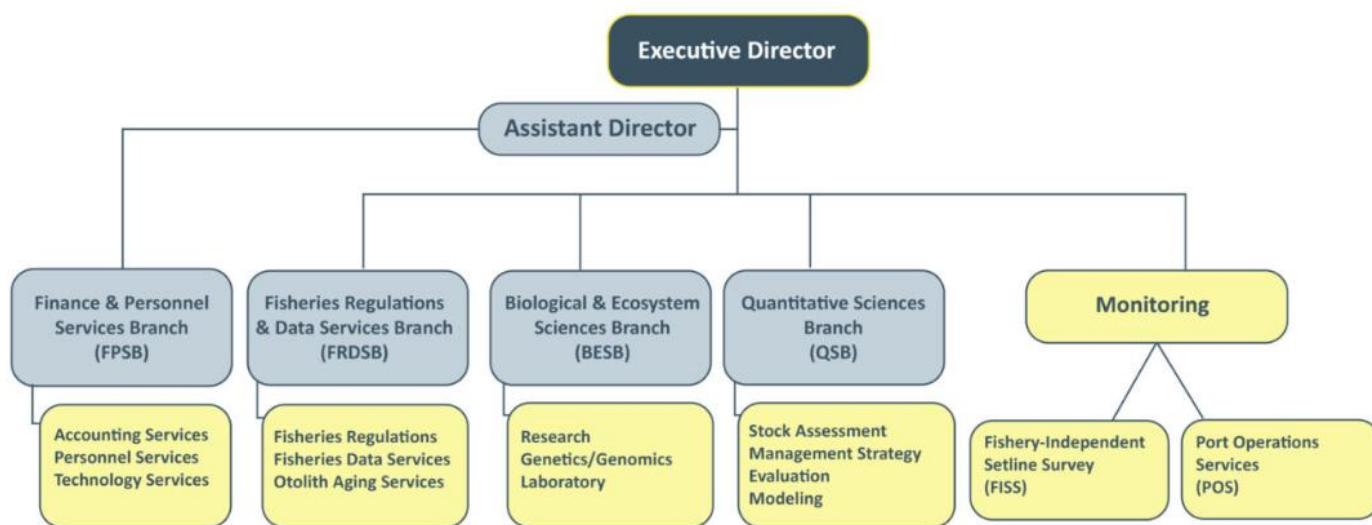 Executive Director
Assistant Director
Finance & Personnel
Services Branch
(FPSB)
Fisheries Regulations
& Data Services Branch
(FRDSB)
Biological & Ecosystem
Sciences Branch
(BESB)
Quantitative Sciences
Branch
(QSB)
Monitoring
Accounting Services
Personnel Services
Technology Services
Fisheries Regulations
Fisheries Data Services
Otolith Aging Services
Research
Genetics/Genomics
Laboratory
Stock Assessment
Management Strategy
Evaluation
Modeling
Fishery-Independent
Setline Survey
(FISS)
Port Operations
Services
(POS)